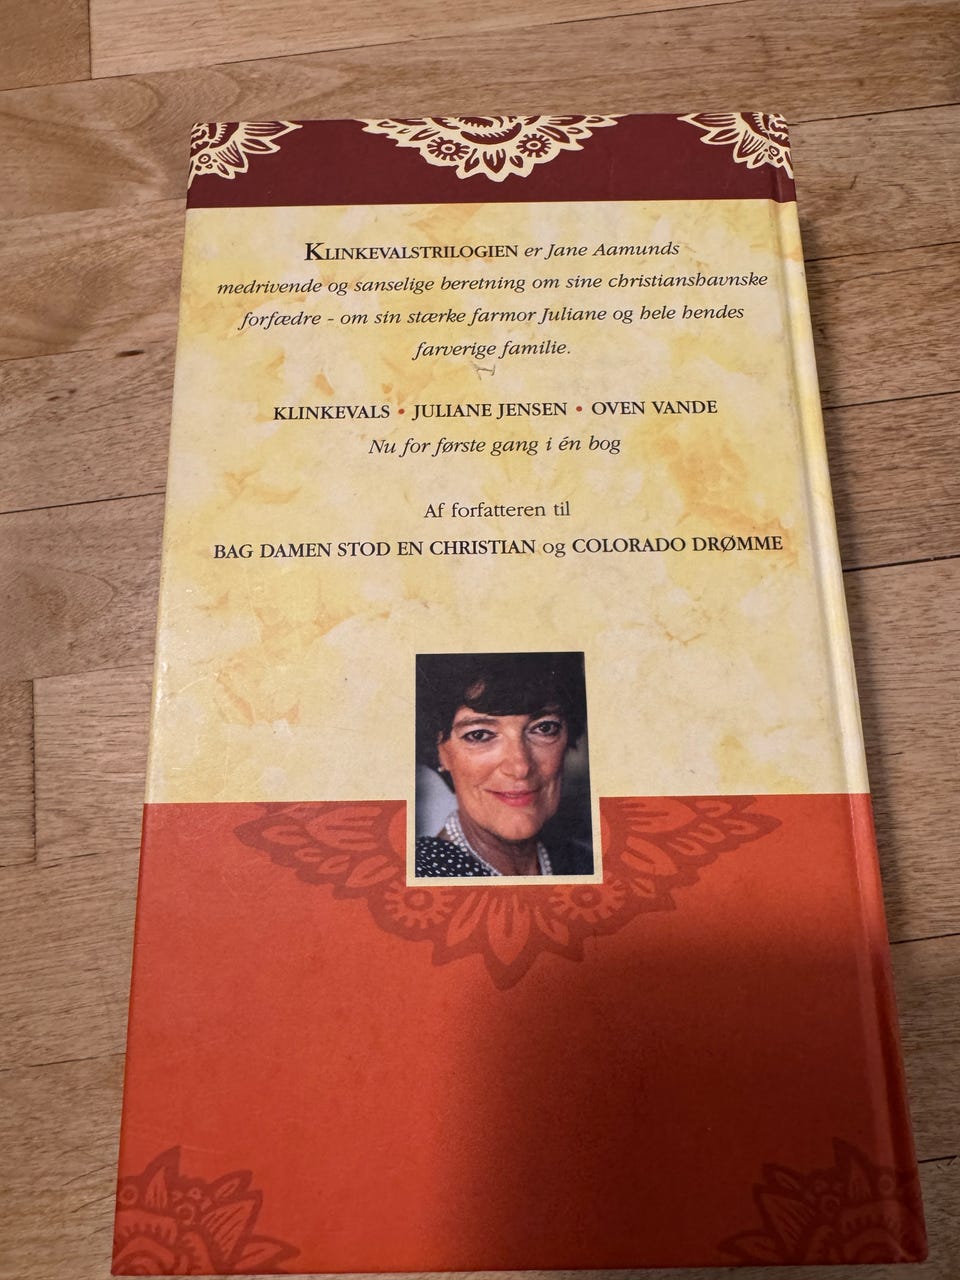 KLINKEVALSTRILOGIEN er Jane Aamunds
medrivende og sanselige beretning om sine christianshavnske
forfædre - om sin stærke farmor Juliane og hele hendes
farverige familie.
KLINKEVALS • JULIANE JENSEN • OVEN VANDE
Nu for første gang i én bog
Af forfatteren til
BAG DAMEN STOD EN CHRISTIAN og COLORADO DRØMME